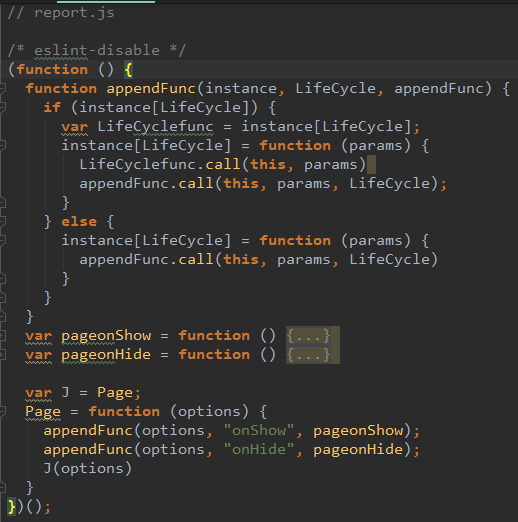 // report.js
/* eslint-disable */
(function () {
function appendFunc(instance, LifeCycle, appendFunc) {
if (instance[LifeCycle]) {
var LifeCyclefunc = instance[LifeCycle];
instance[LifeCycle] = function (params) {
LifeCyclefunc.call(this, params)
appendFunc.call(this, params, LifeCycle);
}
} else {
instance[LifeCycle] = function (params) {
appendFunc.call(this, params, LifeCycle)
}
}
}
var pageonShow = function () {...}
var pageonHide = function () {...}
var J = Page;
Page = function (options) {
appendFunc(options, "onShow", pageonShow);
appendFunc(options, "onHide", pageonHide);
J(options)
}
})();